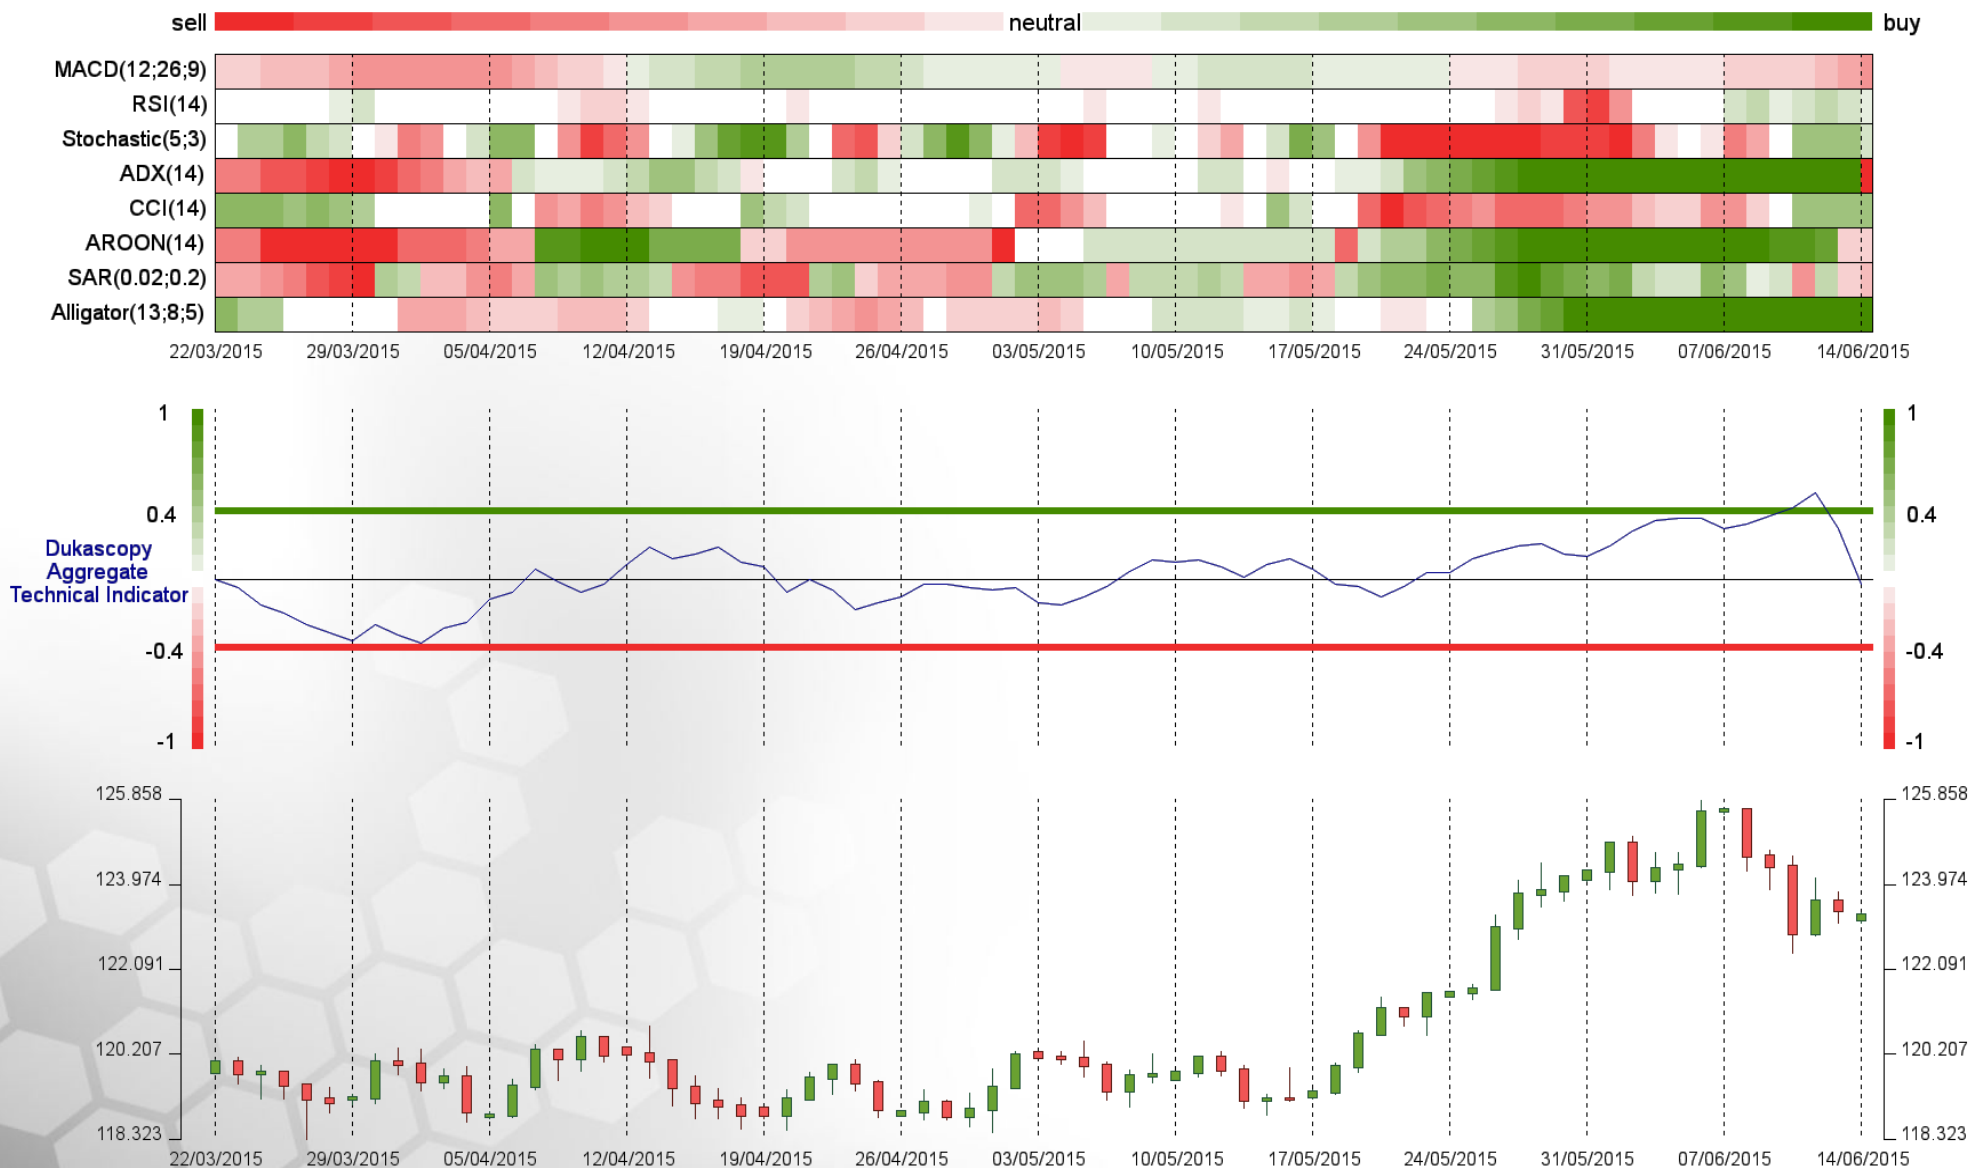 sell neutral buy
MACD(12;26;9)
RSI(14)
Stochastic(5;3)
ADX(14)
CCI(14)
AROON(14)
SAR(0.02;0.2)
Alligator(13;8;5)
22/03/2015 29/03/2015 05/04/2015 12/04/2015 19/04/2015 26/04/2015 03/05/2015 10/05/2015 17/05/2015 24/05/2015 31/05/2015 07/06/2015 14/06/2015
1 1
0.4 0.4
Dukascopy
Aggregate
Technical Indicator
-0.4 -0.4
-1 -1
125.858 125.858
123.974 123.974
122.091 122.091
120.207 120.207
118.323 118.323
22/03/2015 29/03/2015 05/04/2015 12/04/2015 19/04/2015 26/04/2015 03/05/2015 10/05/2015 17/05/2015 24/05/2015 31/05/2015 07/06/2015 14/06/2015